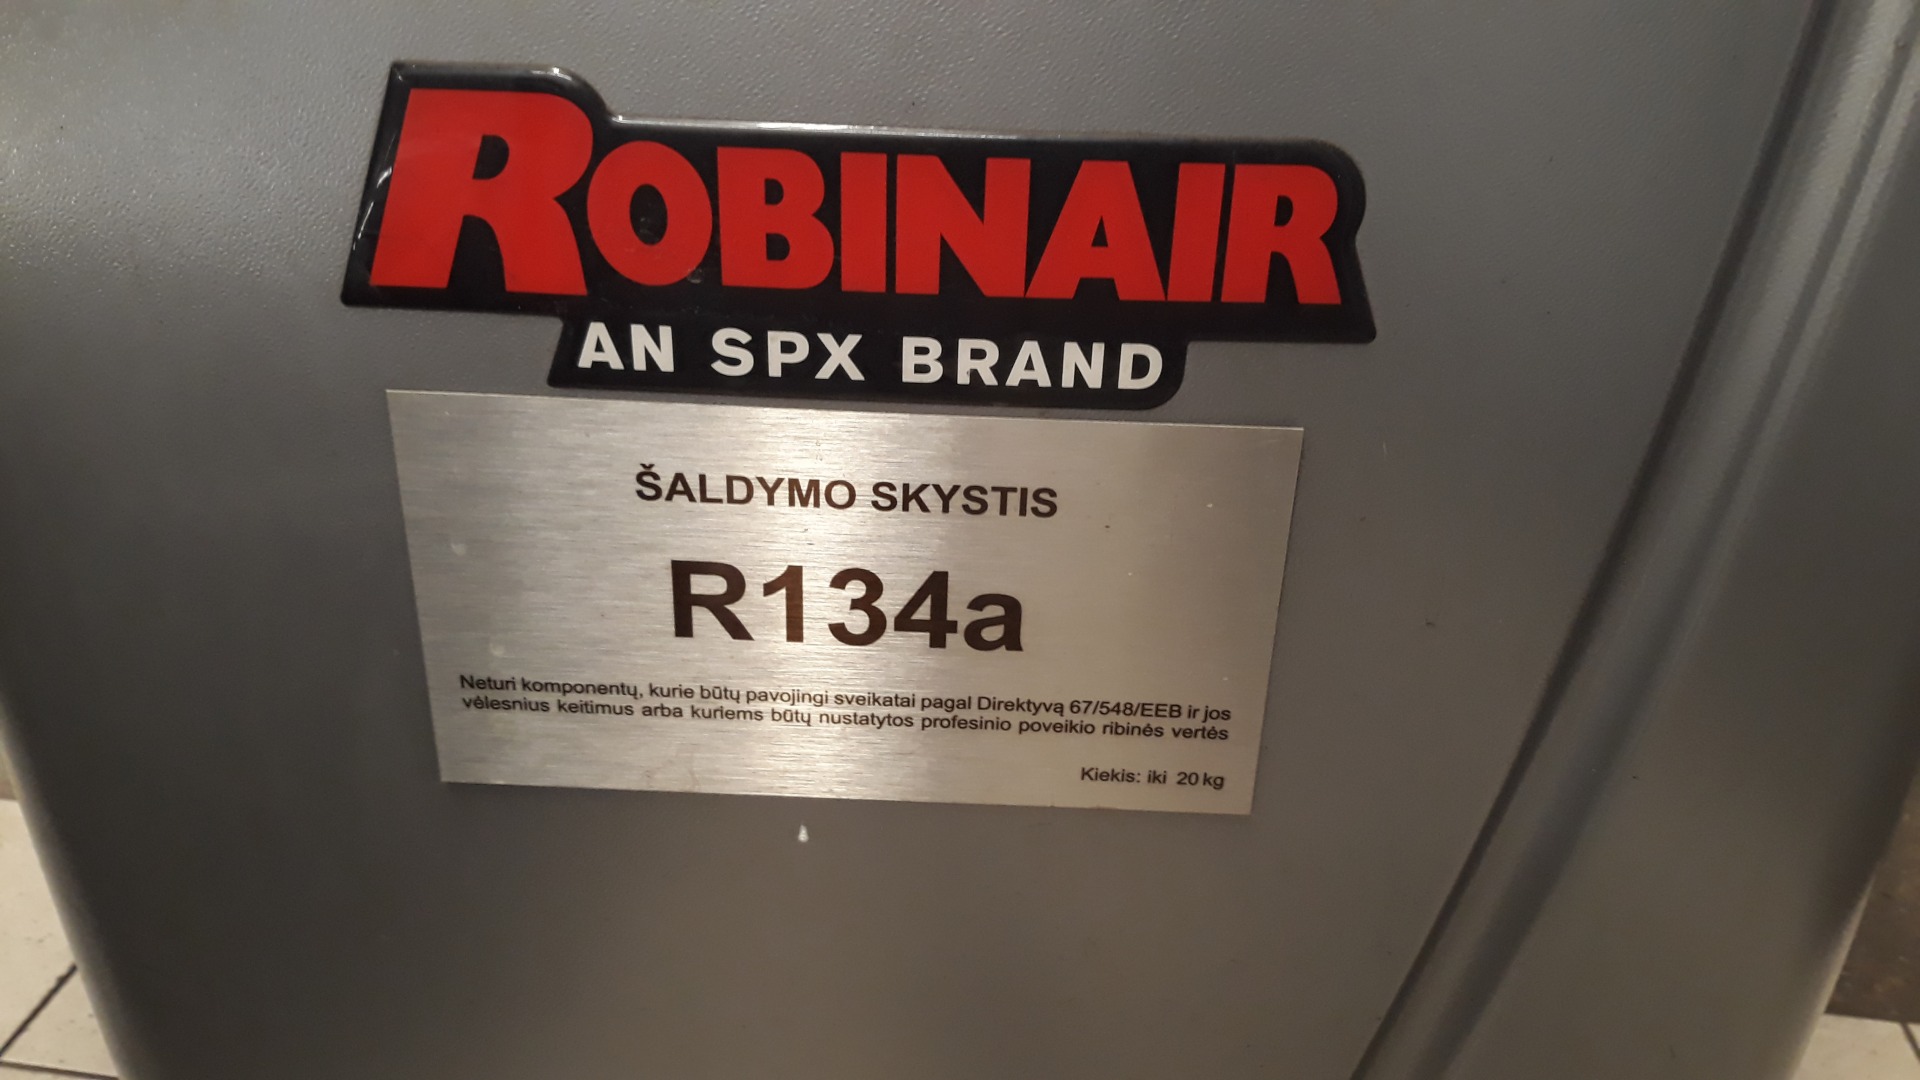 ROBINAIR
AN SPX BRAND
ŠALDYMO SKYSTIS
R134a
Neturi komponentų, kurie būtų pavojingi sveikatai pagal Direktyvą 67/548/EEB ir jos
vėlesnius keitimus arba kuriems būtų nustatytos profesinio poveikio ribinės vertės
Kiekis: iki 20 kg